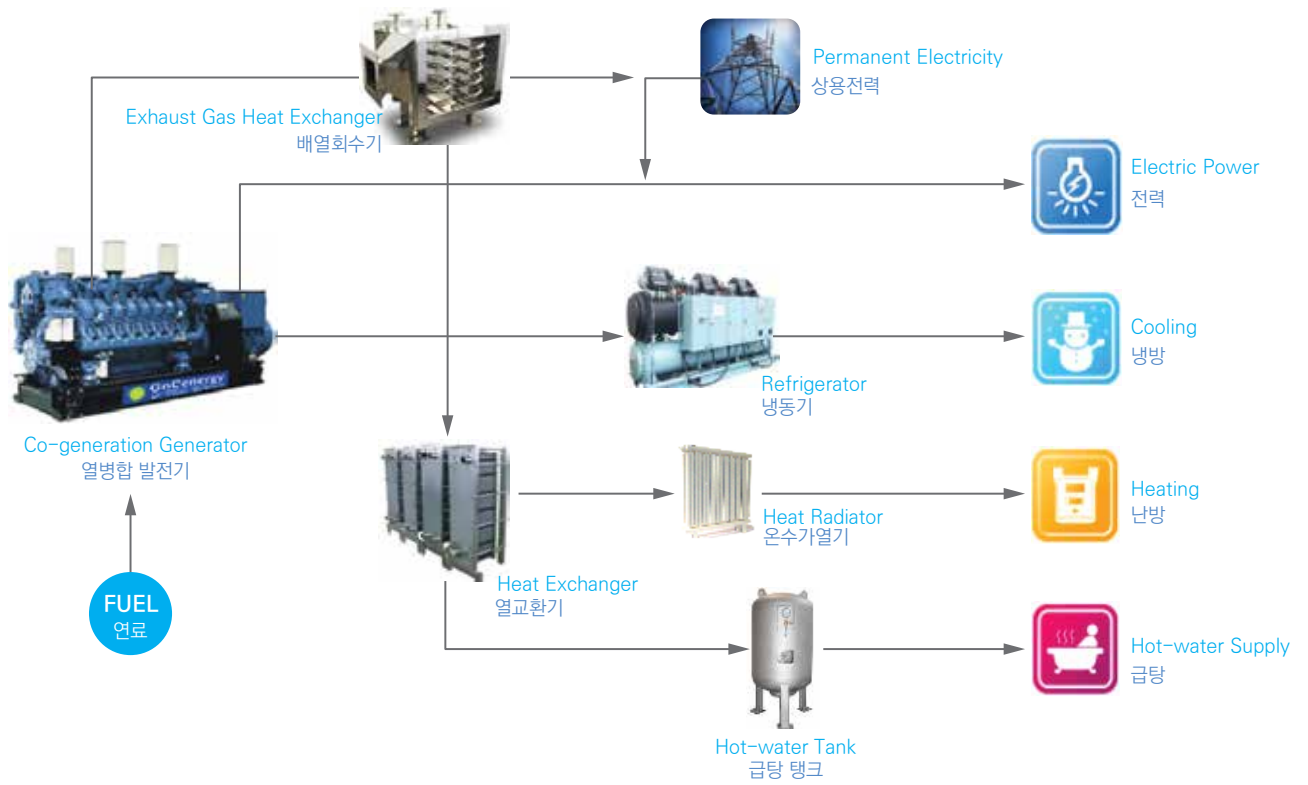 Permanent Electricity
상용전력
Exhaust Gas Heat Exchanger
배열회수기
Electric Power
전력
Cooling
냉방
Refrigerator
냉동기
GnCenergy
Co-generation Generator
열병합 발전기
Heating
난방
Heat Radiator
온수가열기
Heat Exchanger
열교환기
FUEL
연료
Hot-water Supply
급탕
Hot-water Tank
급탕 탱크